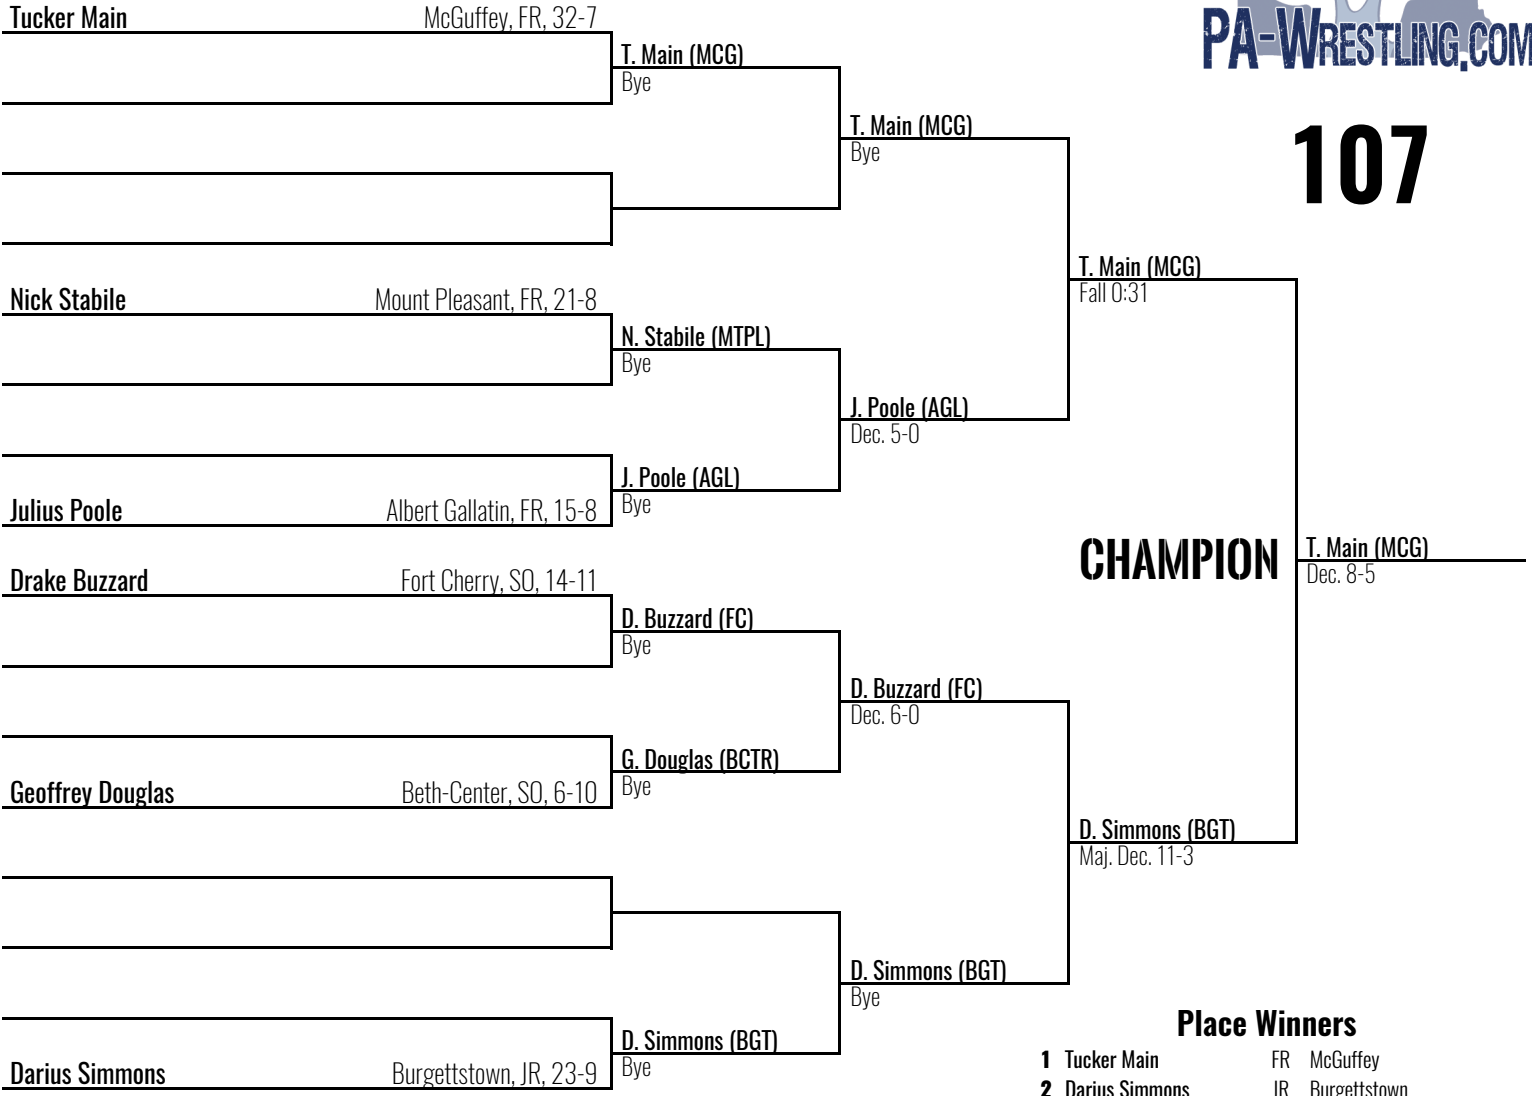 Tucker Main McGuffey, FR, 32-7
PA-WRESTLING.COM
T. Main (MCG)
Bye
T. Main (MCG)
Bye
107
T. Main (MCG)
Fall 0:31
Nick Stabile Mount Pleasant, FR, 21-8
N. Stabile (MTPL)
Bye
J. Poole (AGL)
Dec. 5-0
J. Poole (AGL)
Bye
Julius Poole Albert Gallatin, FR, 15-8
CHAMPION
T. Main (MCG)
Dec. 8-5
Drake Buzzard Fort Cherry, SO, 14-11
D. Buzzard (FC)
Bye
D. Buzzard (FC)
Dec. 6-0
G. Douglas (BCTR)
Bye
Geoffrey Douglas Beth-Center, SO, 6-10
D. Simmons (BGT)
Maj. Dec. 11-3
D. Simmons (BGT)
Bye
D. Simmons (BGT)
Bye
Darius Simmons Burgettstown, JR, 23-9
Place Winners
1 Tucker Main FR McGuffey
2 Darius Simmons JR Burgettstown